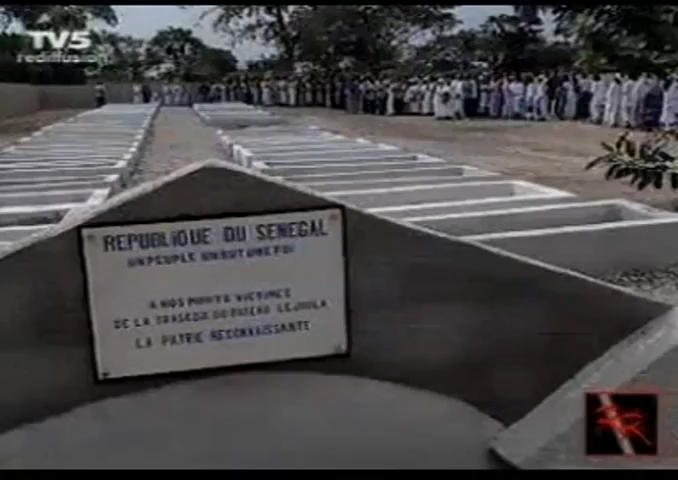 TV5
rediffusion
REPUBLIQUE DU SENEGAL
UN PEUPLE UN BUT UNE FOI
A NOS MORTS VICTIMES
DE LA TRAGEDIE DU BATEAU LE JOOLA
LA PATRIE RECONNAISSANTE